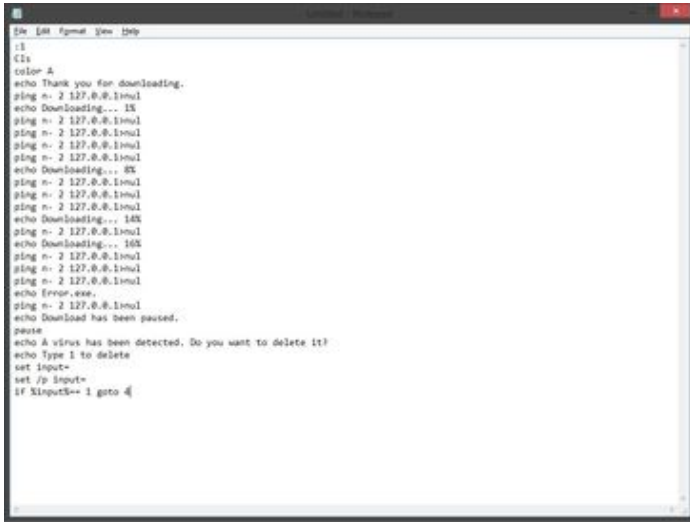 Untitled - Notepad
File Edit Format View Help
:1
Cls
color A
echo Thank you for downloading.
ping n- 2 127.0.0.1>nul
echo Downloading... 1%
ping n- 2 127.0.0.1>nul
ping n- 2 127.0.0.1>nul
ping n- 2 127.0.0.1>nul
ping n- 2 127.0.0.1>nul
echo Downloading... 8%
ping n- 2 127.0.0.1>nul
ping n- 2 127.0.0.1>nul
ping n- 2 127.0.0.1>nul
echo Downloading... 14%
echo Downloading... 16%
ping n- 2 127.0.0.1>nul
ping n- 2 127.0.0.1>nul
ping n- 2 127.0.0.1>nul
echo Error.exe.
ping n- 2 127.0.0.1>nul
echo Download has been paused.
pause
echo A virus has been detected. Do you want to delete it?
echo Type 1 to delete
set input=
set /p input=
if %input%== 1 goto 4